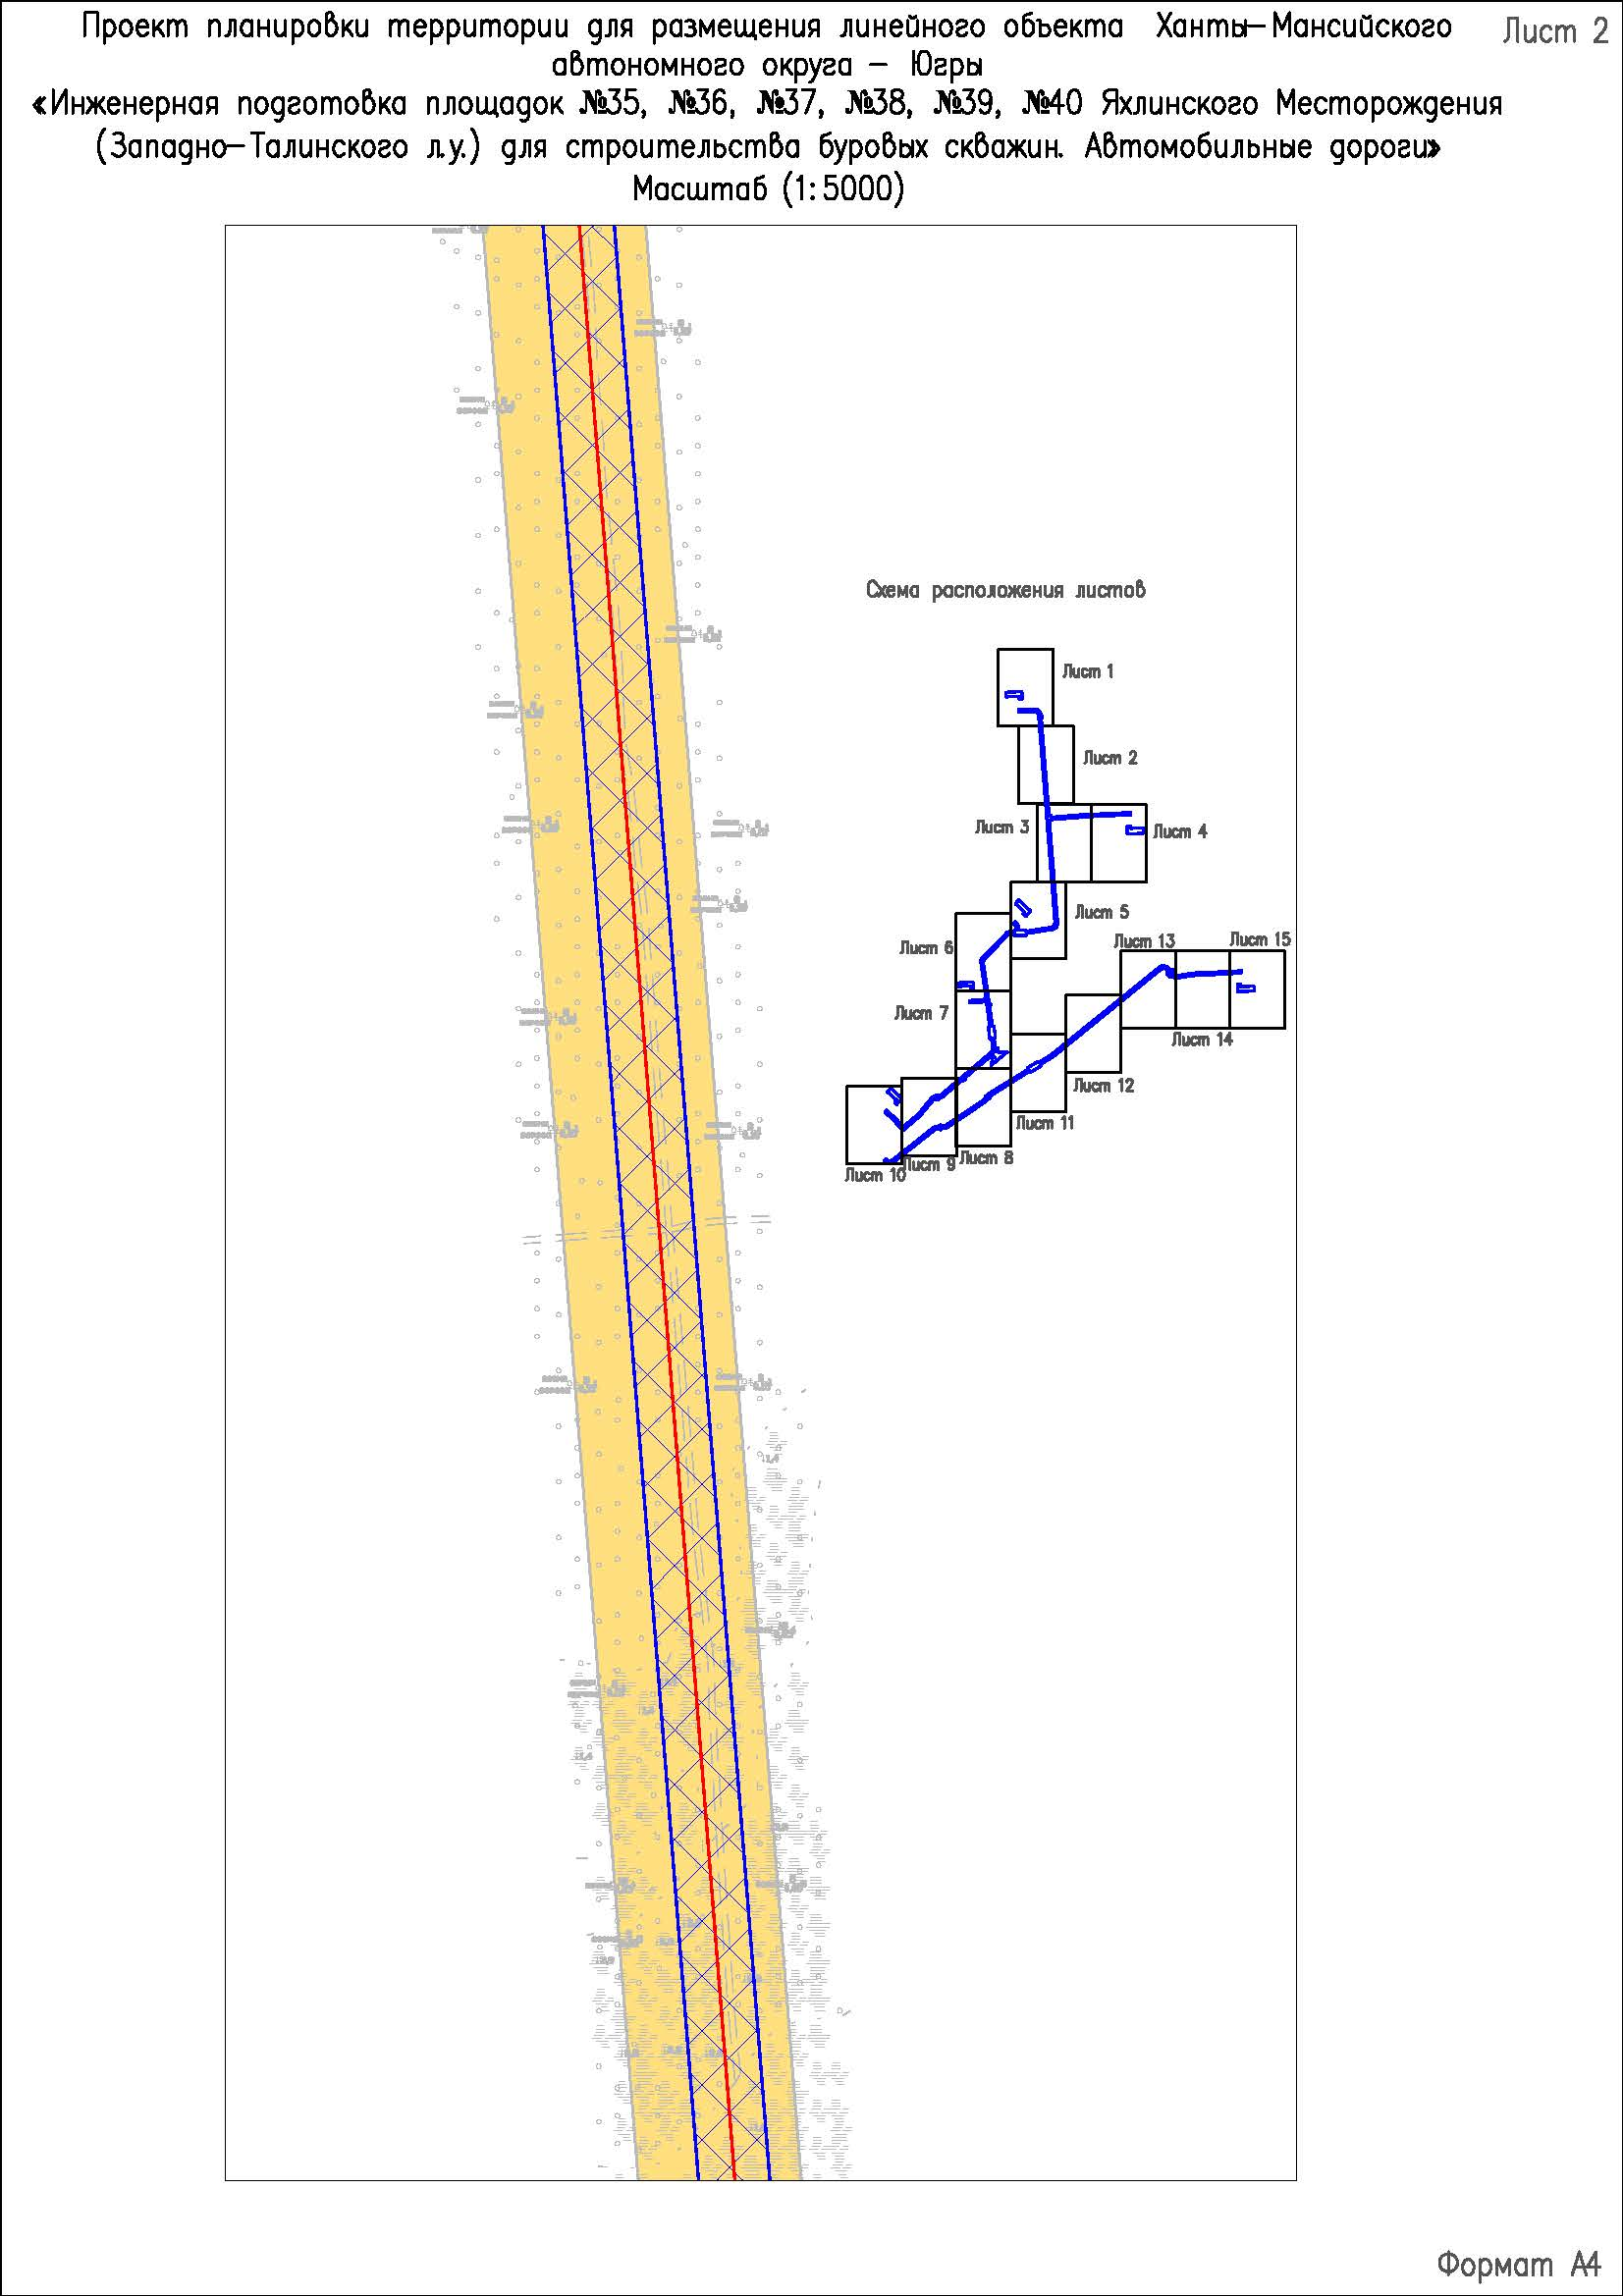 Проект планировки территории для размещения линейного объекта Ханты-Мансийского
Лист 2
автономного округа – Югры
«Инженерная подготовка площадок №35, №36, №37, №38, №39, №40 Яхлинского Месторождения
(Западно-Талинского л.у.) для строительства буровых скважин. Автомобильные дороги»
Масштаб (1:5000)
Схема расположения листов
Лист 1
Лист 2
Лист 3
Лист 4
Лист 5
Лист 6
Лист 13
Лист 15
Лист 7
Лист 14
Лист 12
Лист 11
Лист 8
Лист 9
Лист 10
Формат А4